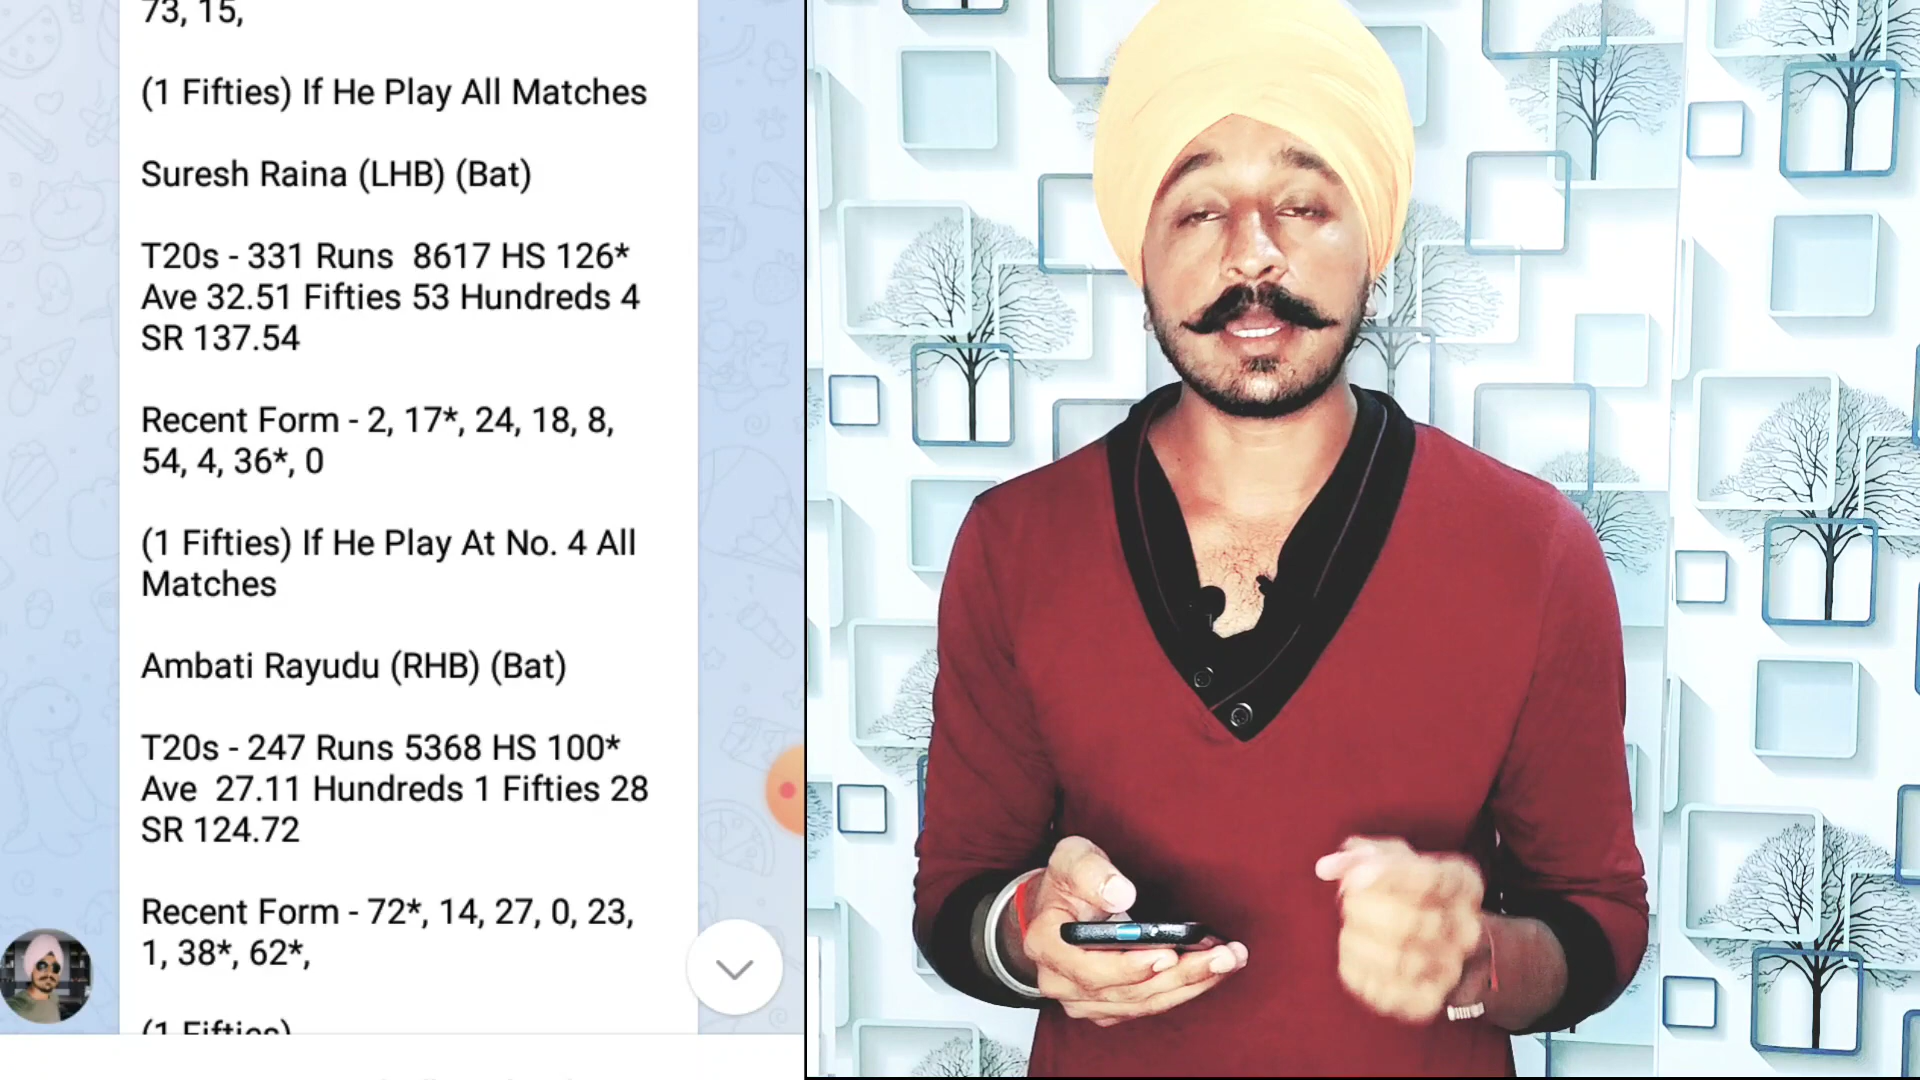 73, 15,
(1 Fifties) If He Play All Matches
Suresh Raina (LHB) (Bat)
T20s - 331 Runs  8617 HS 126*
Ave 32.51 Fifties 53 Hundreds 4
SR 137.54
Recent Form - 2, 17*, 24, 18, 8,
54, 4, 36*, 0
(1 Fifties) If He Play At No. 4 All
Matches
Ambati Rayudu (RHB) (Bat)
T20s - 247 Runs 5368 HS 100*
Ave  27.11 Hundreds 1 Fifties 28
SR 124.72
Recent Form - 72*, 14, 27, 0, 23,
1, 38*, 62*,
(1 Fifties)